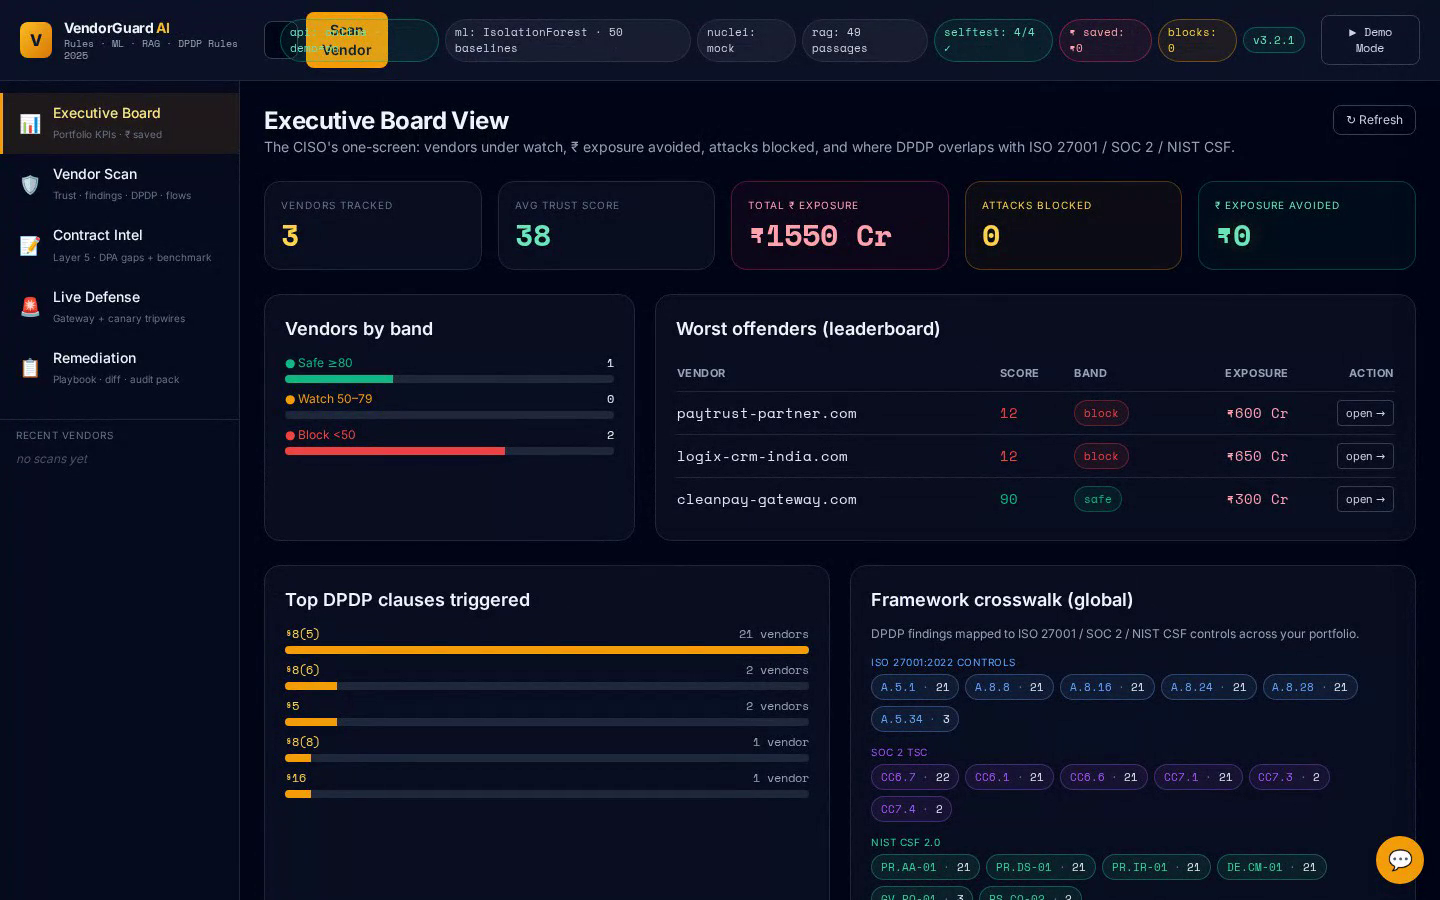 V
VendorGuard AI
Rules · ML · RAG · DPDP Rules
2025
Scan
Vendor
ml: IsolationForest · 50
baselines
nuclei:
mock
rag: 49
passages
selftest: 4/4
✓
₹ saved:
₹0
blocks:
0
v3.2.1
▶ Demo
Mode
Executive Board
Portfolio KPIs · ₹ saved
Vendor Scan
Trust · findings · DPDP · flows
Contract Intel
Layer 5 · DPA gaps + benchmark
Live Defense
Gateway + canary tripwires
Remediation
Playbook · diff · audit pack
RECENT VENDORS
no scans yet
Executive Board View
↻ Refresh
The CISO's one-screen: vendors under watch, ₹ exposure avoided, attacks blocked, and where DPDP overlaps with ISO 27001 / SOC 2 / NIST CSF.
VENDORS TRACKED
3
AVG TRUST SCORE
38
TOTAL ₹ EXPOSURE
₹1550 Cr
ATTACKS BLOCKED
0
₹ EXPOSURE AVOIDED
₹0
Vendors by band
Safe ≥80 1
Watch 50–79 0
Block <50 2
Worst offenders (leaderboard)
VENDOR SCORE BAND EXPOSURE ACTION
paytrust-partner.com 12 block ₹600 Cr open →
logix-crm-india.com 12 block ₹650 Cr open →
cleanpay-gateway.com 90 safe ₹300 Cr open →
Top DPDP clauses triggered
§8(5) 21 vendors
§8(6) 2 vendors
§5 2 vendors
§8(8) 1 vendor
§16 1 vendor
Framework crosswalk (global)
DPDP findings mapped to ISO 27001 / SOC 2 / NIST CSF controls across your portfolio.
ISO 27001:2022 CONTROLS
A.5.1 · 21 A.8.8 · 21 A.8.16 · 21 A.8.24 · 21 A.8.28 · 21
A.5.34 · 3
SOC 2 TSC
CC6.7 · 22 CC6.1 · 21 CC6.6 · 21 CC7.1 · 21 CC7.3 · 2
CC7.4 · 2
NIST CSF 2.0
PR.AA-01 · 21 PR.DS-01 · 21 PR.IR-01 · 21 DE.CM-01 · 21